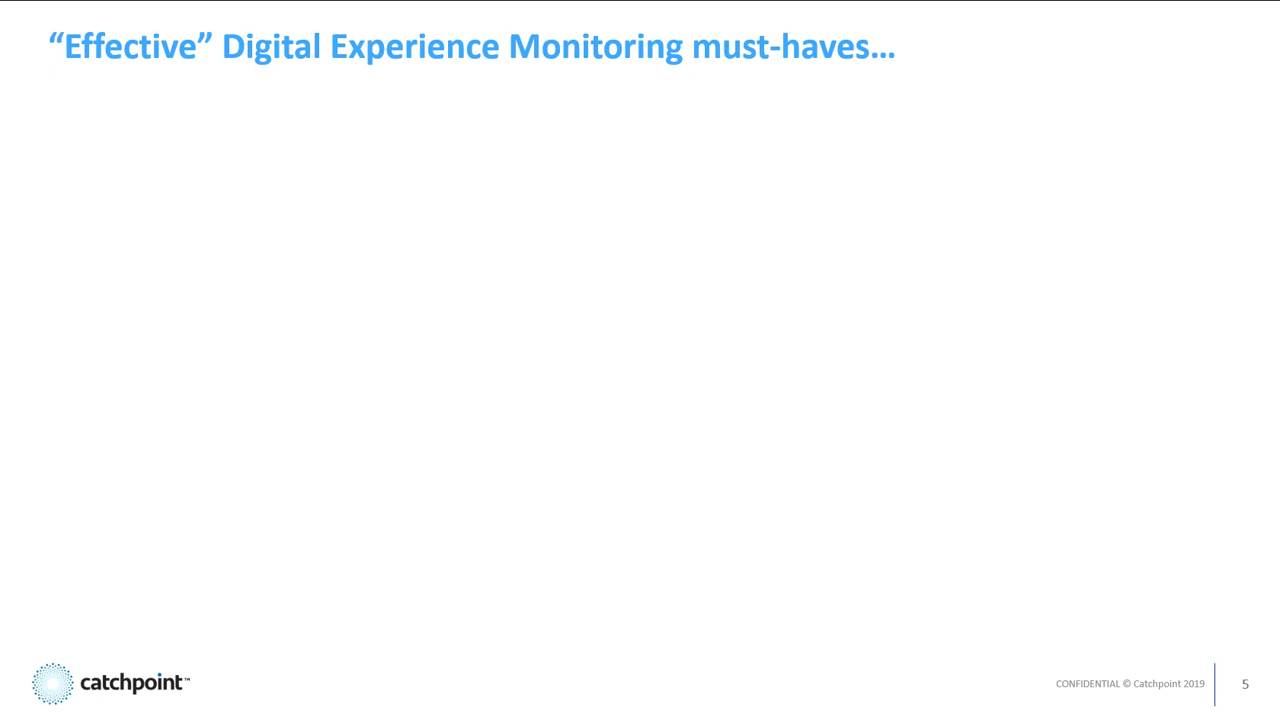 “Effective” Digital Experience Monitoring must-haves…
catchpoint™
CONFIDENTIAL © Catchpoint 2019
5